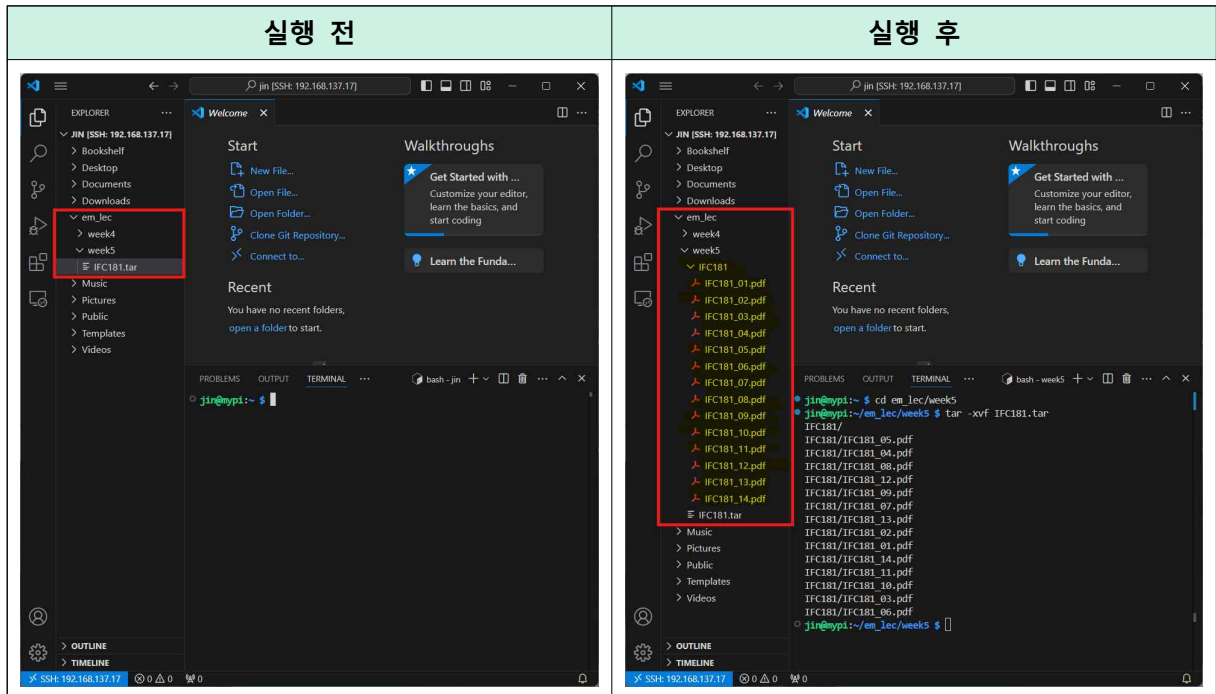 실행 전
실행 후
jin [SSH: 192.168.137.17]
EXPLORER
JIN [SSH: 192.168.137.17]
Bookshelf
Desktop
Documents
Downloads
em_lec
week4
week5
IFC181.tar
Music
Pictures
Public
Templates
Videos
OUTLINE
TIMELINE
Welcome
Start
New File...
Open File...
Open Folder...
Clone Git Repository...
Connect to...
Recent
You have no recent folders,
open a folder to start.
Walkthroughs
Get Started with ...
Customize your editor,
learn the basics, and
start coding
Learn the Funda...
PROBLEMS OUTPUT TERMINAL ... bash - jin
jin@mypi:~ $
SSH: 192.168.137.17 0 0 0
jin [SSH: 192.168.137.17]
EXPLORER
JIN [SSH: 192.168.137.17]
Bookshelf
Desktop
Documents
Downloads
em_lec
week4
week5
IFC181
IFC181_01.pdf
IFC181_02.pdf
IFC181_03.pdf
IFC181_04.pdf
IFC181_05.pdf
IFC181_06.pdf
IFC181_07.pdf
IFC181_08.pdf
IFC181_09.pdf
IFC181_10.pdf
IFC181_11.pdf
IFC181_12.pdf
IFC181_13.pdf
IFC181_14.pdf
IFC181.tar
Music
Pictures
Public
Templates
Videos
OUTLINE
TIMELINE
Welcome
Start
New File...
Open File...
Open Folder...
Clone Git Repository...
Connect to...
Recent
You have no recent folders,
open a folder to start.
Walkthroughs
Get Started with ...
Customize your editor,
learn the basics, and
start coding
Learn the Funda...
PROBLEMS OUTPUT TERMINAL ... bash - week5
jin@mypi:~ $ cd em_lec/week5
jin@mypi:~/em_lec/week5 $ tar -xvf IFC181.tar
IFC181/
IFC181/IFC181_05.pdf
IFC181/IFC181_04.pdf
IFC181/IFC181_08.pdf
IFC181/IFC181_12.pdf
IFC181/IFC181_09.pdf
IFC181/IFC181_07.pdf
IFC181/IFC181_13.pdf
IFC181/IFC181_02.pdf
IFC181/IFC181_01.pdf
IFC181/IFC181_14.pdf
IFC181/IFC181_11.pdf
IFC181/IFC181_10.pdf
IFC181/IFC181_03.pdf
IFC181/IFC181_06.pdf
jin@mypi:~/em_lec/week5 $
SSH: 192.168.137.17 0 0 0